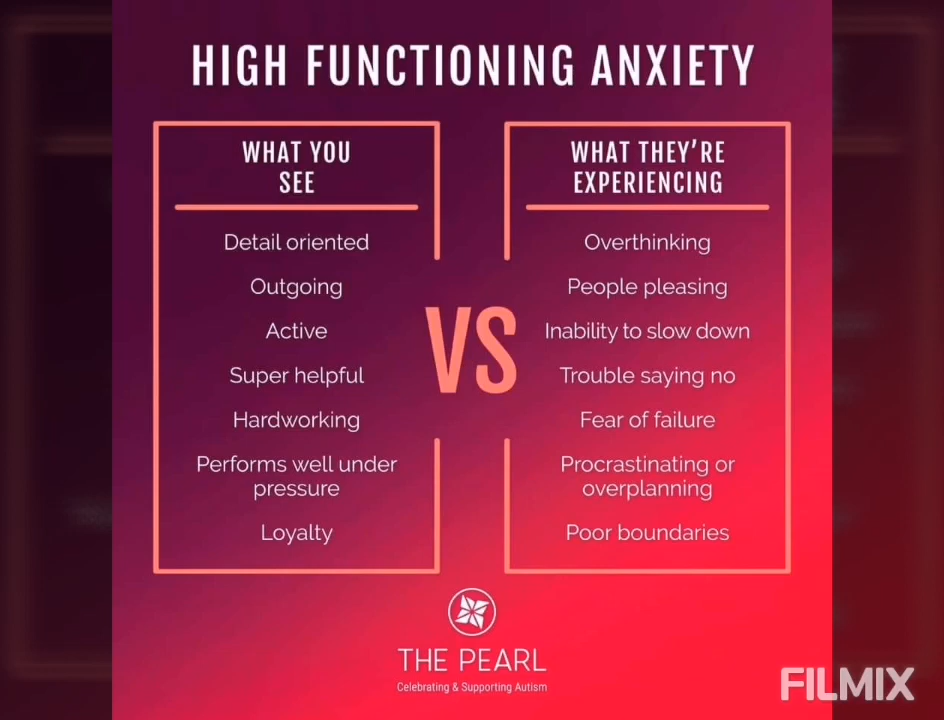 HIGH FUNCTIONING ANXIETY
WHAT YOU
SEE
Detail oriented
Outgoing
Active
Super helpful
Hardworking
Performs well under
pressure
Loyalty
VS
WHAT THEY'RE
EXPERIENCING
Overthinking
People pleasing
Inability to slow down
Trouble saying no
Fear of failure
Procrastinating or
overplanning
Poor boundaries
THE PEARL
Celebrating & Supporting Autism
FILMIX